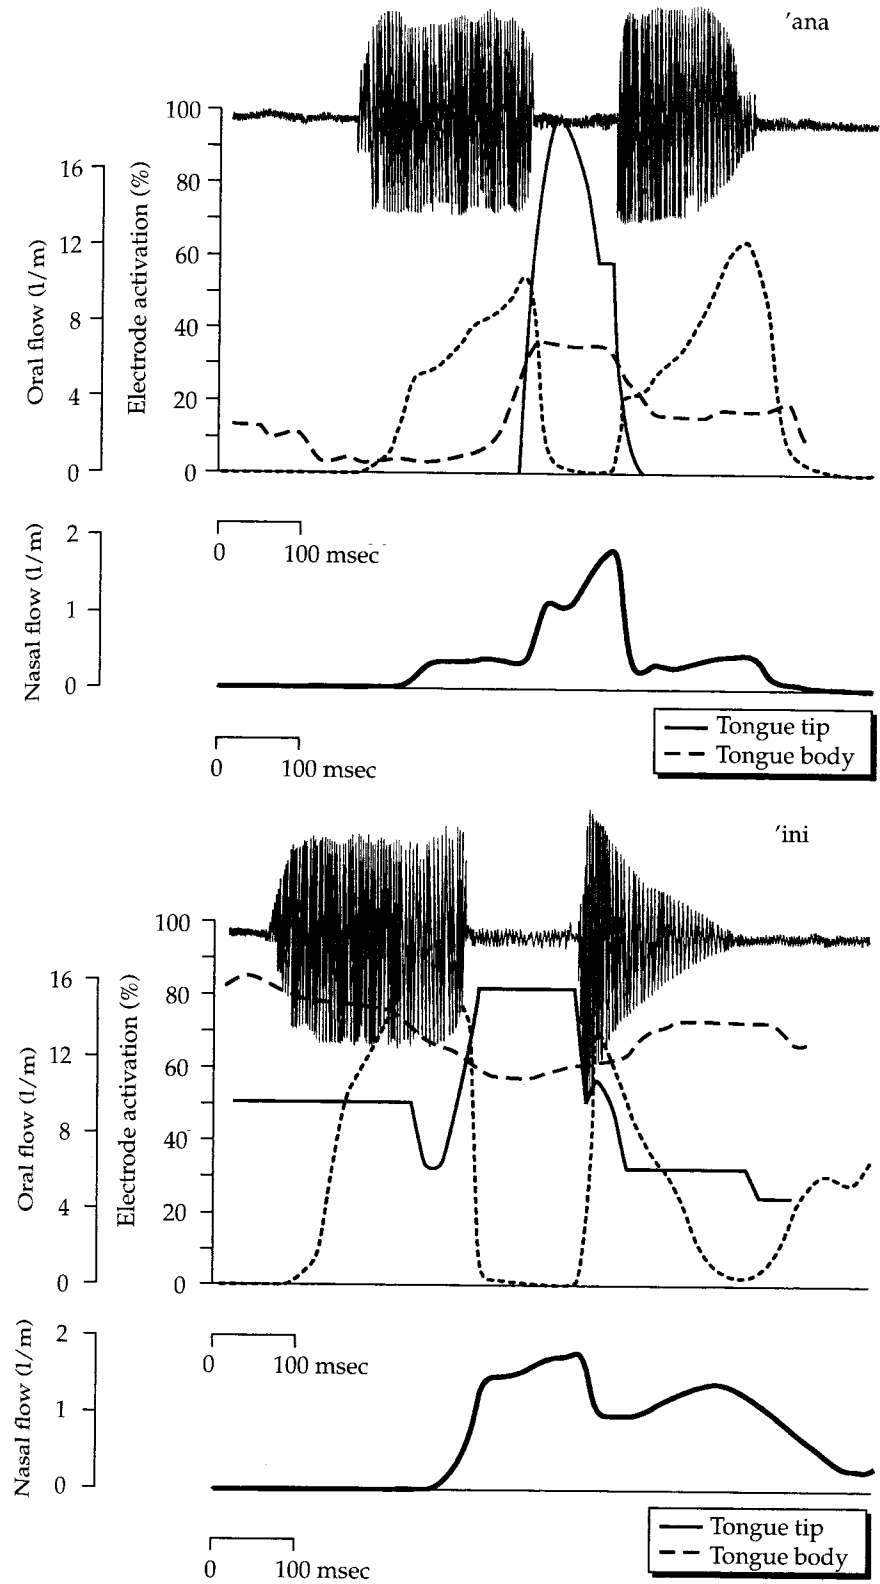 'ana
100
80
60
40
20
0
Electrode activation (%)
16
12
8
4
0
Oral flow (l/m)
0 100 msec
2
1
0
Nasal flow (l/m)
0 100 msec
Tongue tip
Tongue body
'ini
100
80
60
40
20
0
Electrode activation (%)
16
12
8
4
0
Oral flow (l/m)
0 100 msec
2
1
0
Nasal flow (l/m)
0 100 msec
Tongue tip
Tongue body